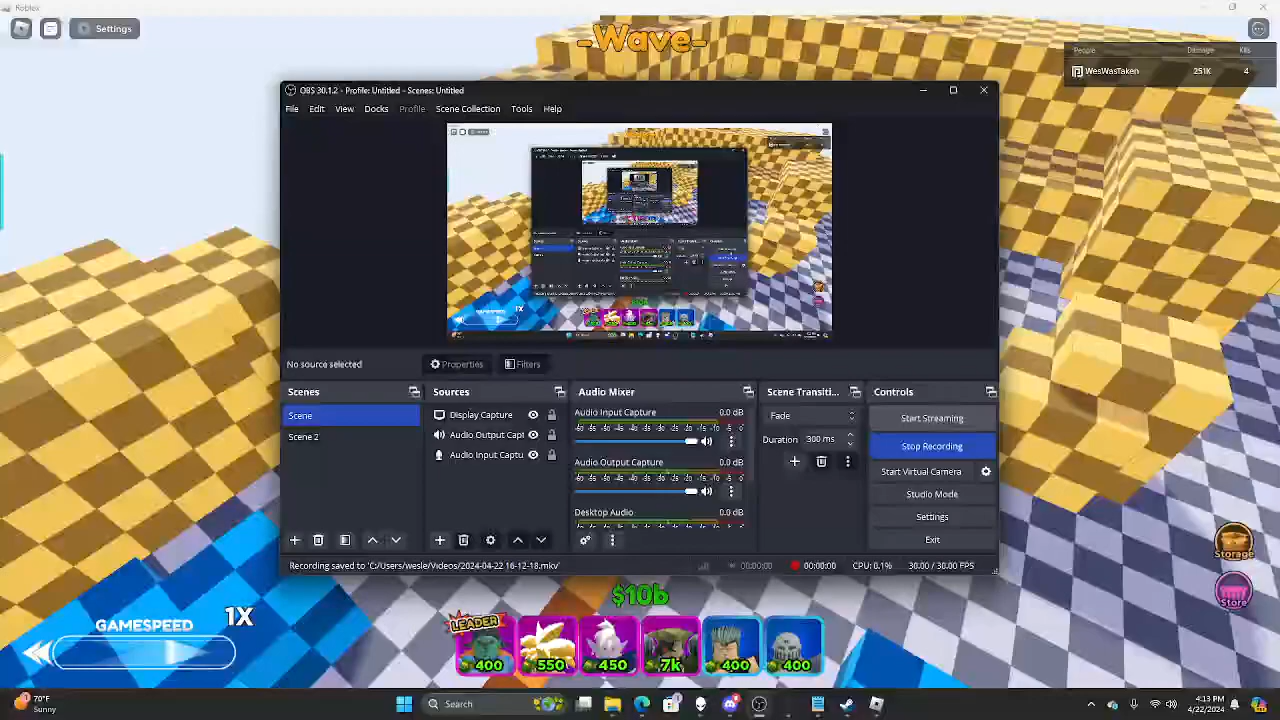 Roblox
Settings
-Wave-
People Damage Kills
WesWasTaken 251K 4
OBS 30.1.2 - Profile: Untitled - Scenes: Untitled
File Edit View Docks Profile Scene Collection Tools Help
No source selected Properties Filters
Scenes Sources Audio Mixer Scene Transiti... Controls
Scene
Scene 2
Display Capture
Audio Output Capt
Audio Input Captu
Audio Input Capture 0.0 dB
Audio Output Capture 0.0 dB
Desktop Audio 0.0 dB
Fade
Duration 300 ms
Start Streaming
Stop Recording
Start Virtual Camera
Studio Mode
Settings
Exit
Recording saved to 'C:/Users/wesle/Videos/2024-04-22 16-12-18.mkv' 00:00:00 00:00:00 CPU: 0.1% 30.00 / 30.00 FPS
Storage
Store
$10b
GAMESPEED 1X
LEADER
400 550 450 7k 400 400
70°F
Sunny
Search
4:13 PM
4/22/2024